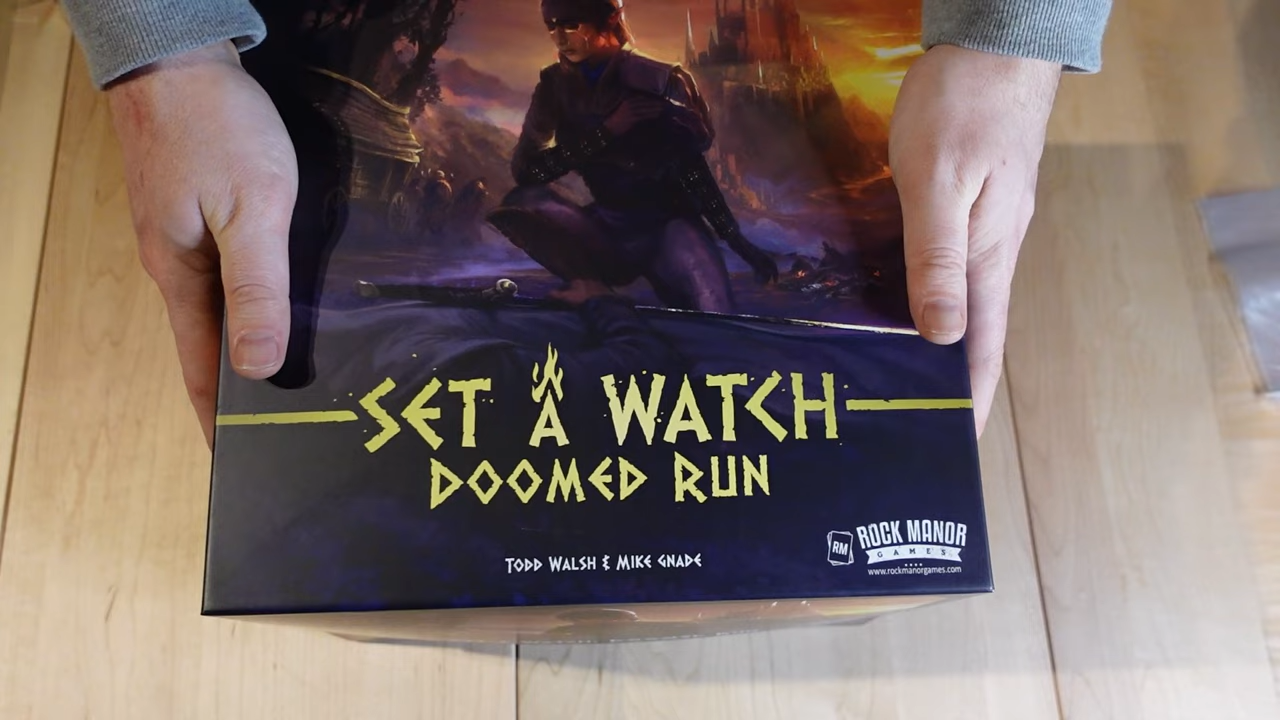 SET A WATCH
DOOMED RUN
TODD WALSH & MIKE GNADE
RM
ROCK MANOR
GAMES
www.rockmanorgames.com